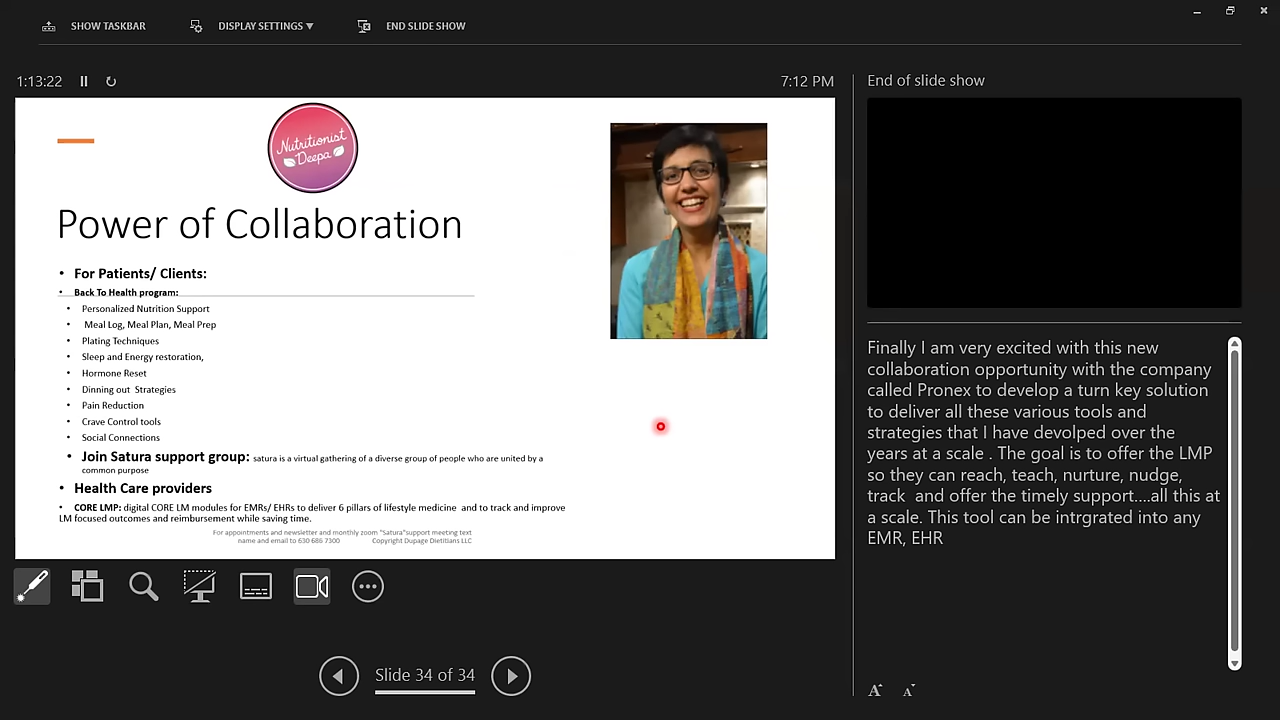 SHOW TASKBAR
DISPLAY SETTINGS ▼
END SLIDE SHOW
1:13:22
7:12 PM
Nutritionist
Deepa
Power of Collaboration
• For Patients/ Clients:
• Back To Health program:
• Personalized Nutrition Support
• Meal Log, Meal Plan, Meal Prep
• Plating Techniques
• Sleep and Energy restoration,
• Hormone Reset
• Dinning out Strategies
• Pain Reduction
• Crave Control tools
• Social Connections
• Join Satura support group: satura is a virtual gathering of a diverse group of people who are united by a
common purpose
• Health Care providers
• CORE LMP: digital CORE LM modules for EMRs/ EHRs to deliver 6 pillars of lifestyle medicine and to track and improve
LM focused outcomes and reimbursement while saving time.
For appointments and newsletter and monthly zoom "Satura"support meeting text
name and email to 630 686 7300 Copyright Dupage Dietitians LLC
Slide 34 of 34
End of slide show
Finally I am very excited with this new
collaboration opportunity with the company
called Pronex to develop a turn key solution
to deliver all these various tools and
strategies that I have devolped over the
years at a scale . The goal is to offer the LMP
so they can reach, teach, nurture, nudge,
track and offer the timely support....all this at
a scale. This tool can be intrgrated into any
EMR, EHR
A A